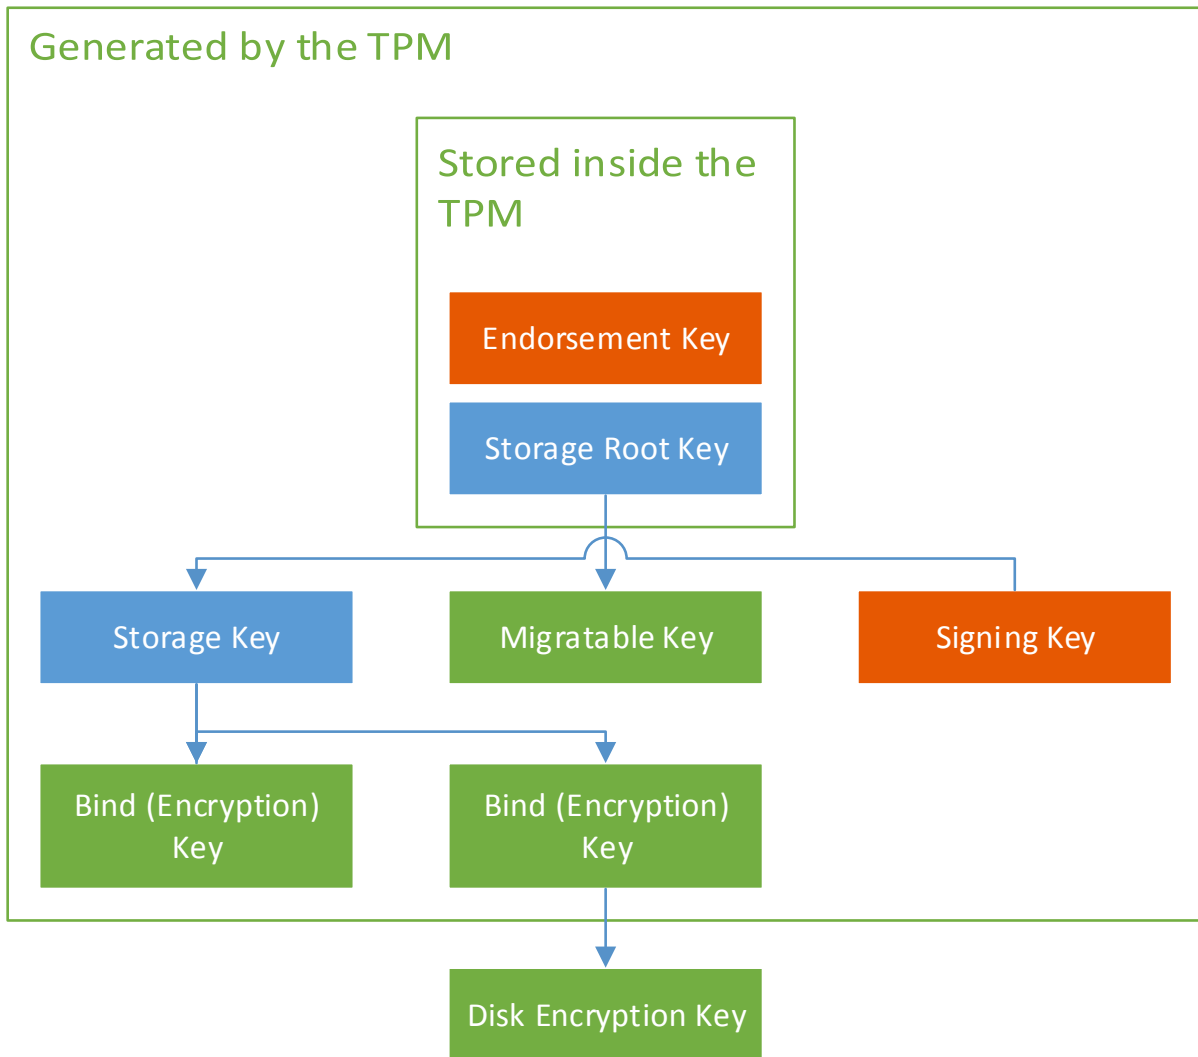 Generated by the TPM
Stored inside the
TPM
Endorsement Key
Storage Root Key
Storage Key
Migratable Key
Signing Key
Bind (Encryption)
Key
Bind (Encryption)
Key
Disk Encryption Key